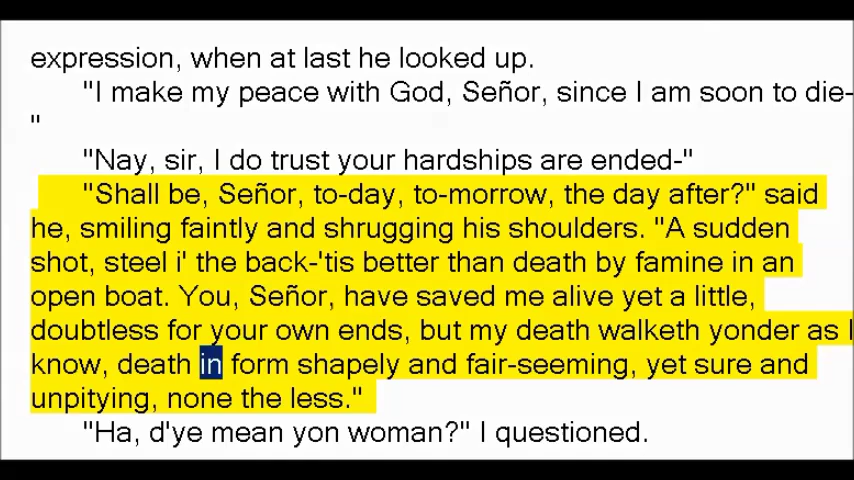 expression, when at last he looked up.
"I make my peace with God, Señor, since I am soon to die-
"
"Nay, sir, I do trust your hardships are ended-"
"Shall be, Señor, to-day, to-morrow, the day after?" said
he, smiling faintly and shrugging his shoulders. "A sudden
shot, steel i' the back-'tis better than death by famine in an
open boat. You, Señor, have saved me alive yet a little,
doubtless for your own ends, but my death walketh yonder as I
know, death in form shapely and fair-seeming, yet sure and
unpitying, none the less."
"Ha, d'ye mean yon woman?" I questioned.